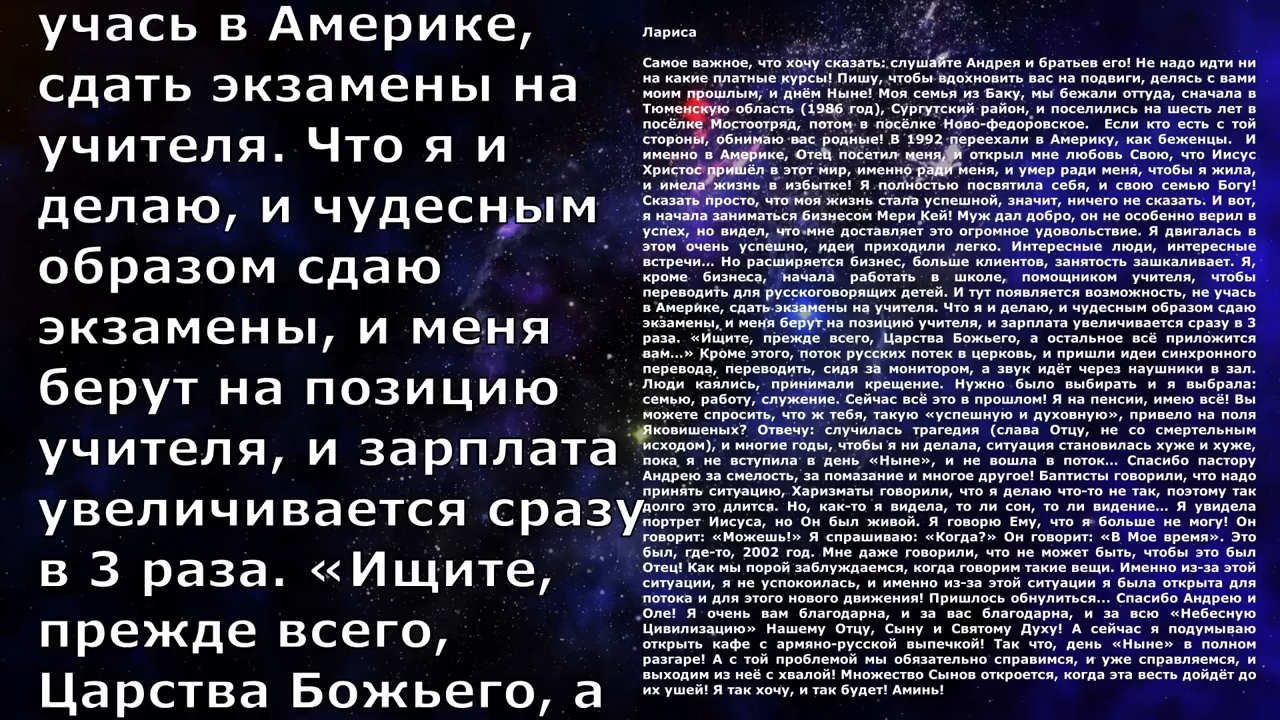 учась в Америке,
сдать экзамены на
учителя. Что я и
делаю, и чудесным
образом сдаю
экзамены, и меня
берут на позицию
учителя, и зарплата
увеличивается сразу
в 3 раза. «Ищите,
прежде всего,
Царства Божьего, а
Лариса
Самое важное, что хочу сказать: слушайте Андрея и братьев его! Не надо идти ни
на какие платные курсы! Пишу, чтобы вдохновить вас на подвиги, делясь с вами
моим прошлым, и днём Ныне! Моя семья из Баку, мы бежали оттуда, сначала в
Тюменскую область (1986 год), Сургутский район, и поселились на шесть лет в
посёлке Мостоотряд, потом в посёлке Ново-федоровское. Если кто есть с той
стороны, обнимаю вас родные! В 1992 переехали в Америку, как беженцы. И
именно в Америке, Отец посетил меня, и открыл мне любовь Свою, что Иисус
Христос пришёл в этот мир, именно ради меня, и умер ради меня, чтобы я жила,
и имела жизнь в избытке! Я полностью посвятила себя, и свою семью Богу!
Сказать просто, что моя жизнь стала успешной, значит, ничего не сказать. И вот,
я начала заниматься бизнесом Мери Кей! Муж дал добро, он не особенно верил в
успех, но видел, что мне доставляет это огромное удовольствие. Я двигалась в
этом очень успешно, идеи приходили легко. Интересные люди, интересные
встречи... Но расширяется бизнес, больше клиентов, занятость зашкаливает. Я,
кроме бизнеса, начала работать в школе, помощником учителя, чтобы
переводить для русскоговорящих детей. И тут появляется возможность, не учась
в Америке, сдать экзамены на учителя. Что я и делаю, и чудесным образом сдаю
экзамены, и меня берут на позицию учителя, и зарплата увеличивается сразу в 3
раза. «Ищите, прежде всего, Царства Божьего, а остальное всё приложится
вам...» Кроме этого, поток русских потек в церковь, и пришли идеи синхронного
перевода, переводить, сидя за монитором, а звук идёт через наушники в зал.
Люди каялись, принимали крещение. Нужно было выбирать и я выбрала:
семью, работу, служение. Сейчас всё это в прошлом! Я на пенсии, имею всё! Вы
можете спросить, что ж тебя, такую «успешную и духовную», привело на поля
Яковишеных? Отвечу: случилась трагедия (слава Отцу, не со смертельным
исходом), и многие годы, чтобы я ни делала, ситуация становилась хуже и хуже,
пока я не вступила в день «Ныне», и не вошла в поток... Спасибо пастору
Андрею за смелость, за помазание и многое другое! Баптисты говорили, что надо
принять ситуацию, Харизматы говорили, что я делаю что-то не так, поэтому так
долго это длится. Но, как-то я видела, то ли сон, то ли видение... Я увидела
портрет Иисуса, но Он был живой. Я говорю Ему, что я больше не могу! Он
говорит: «Можешь!» Я спрашиваю: «Когда?» Он говорит: «В Мое время». Это
был, где-то, 2002 год. Мне даже говорили, что не может быть, чтобы это был
Отец! Как мы порой заблуждаемся, когда говорим такие вещи. Именно из-за этой
ситуации, я не успокоилась, и именно из-за этой ситуации я была открыта для
потока и для этого нового движения! Пришлось обнулиться... Спасибо Андрею и
Оле! Я очень вам благодарна, и за вас благодарна, и за всю «Небесную
Цивилизацию» Нашему Отцу, Сыну и Святому Духу! А сейчас я подумываю
открыть кафе с армяно-русской выпечкой! Так что, день «Ныне» в полном
разгаре! А с той проблемой мы обязательно справимся, и уже справляемся, и
выходим из неё с хвалой! Множество Сынов откроется, когда эта весть дойдёт до
их ушей! Я так хочу, и так будет! Аминь!